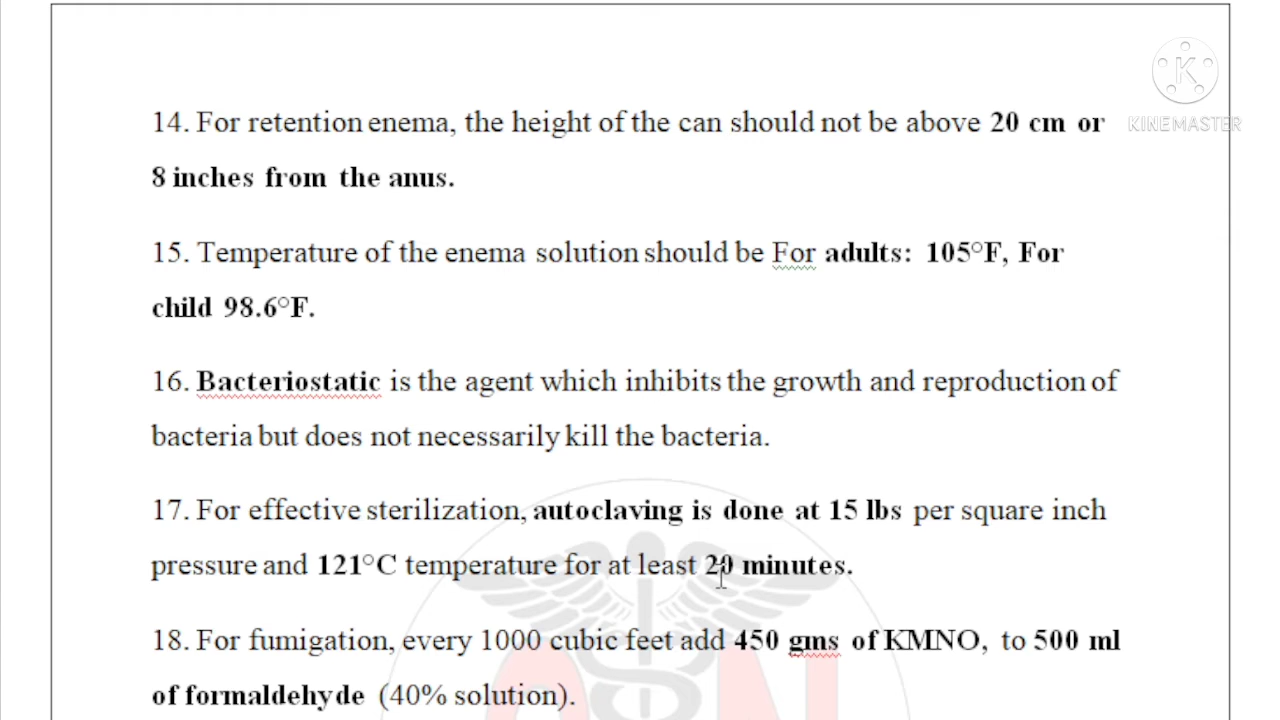 14. For retention enema, the height of the can should not be above 20 cm or
KINEMASTER
8 inches from the anus.
15. Temperature of the enema solution should be For adults: 105°F, For
child 98.6°F.
16. Bacteriostatic is the agent which inhibits the growth and reproduction of
bacteria but does not necessarily kill the bacteria.
17. For effective sterilization, autoclaving is done at 15 lbs per square inch
pressure and 121°C temperature for at least 20 minutes.
18. For fumigation, every 1000 cubic feet add 450 gms of KMNO, to 500 ml
of formaldehyde (40% solution).